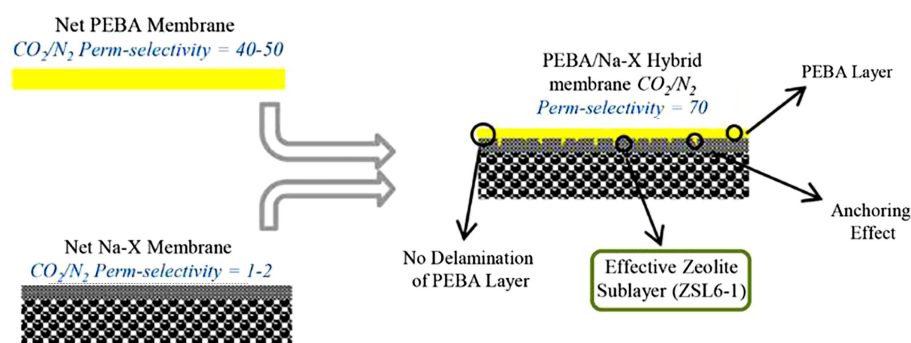 Net PEBA Membrane
CO2/N2 Perm-selectivity = 40-50
Net Na-X Membrane
CO2/N2 Perm-selectivity = 1-2
PEBA/Na-X Hybrid
membrane CO2/N2
Perm-selectivity = 70
PEBA Layer
Anchoring
Effect
No Delamination
of PEBA Layer
Effective Zeolite
Sublayer (ZSL6-1)